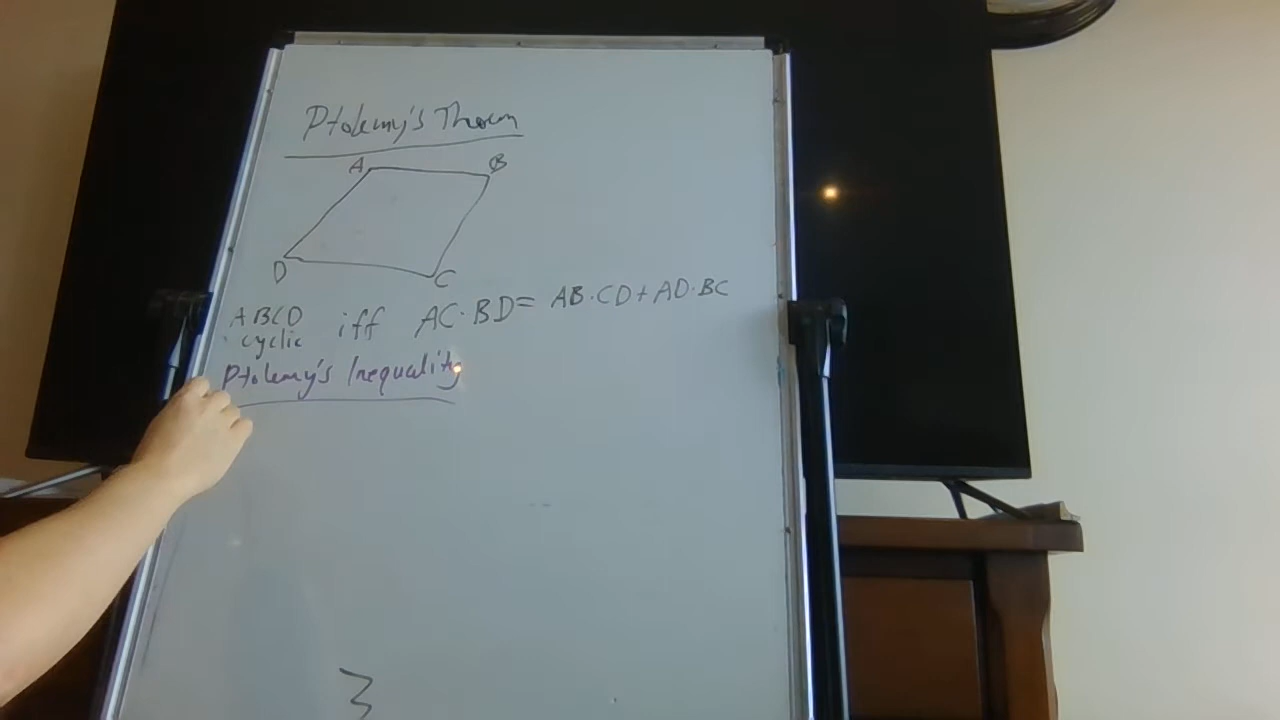 Ptolemy's Theorem
A B
D C
ABCD iff AC·BD = AB·CD + AD·BC
cyclic
Ptolemy's Inequality